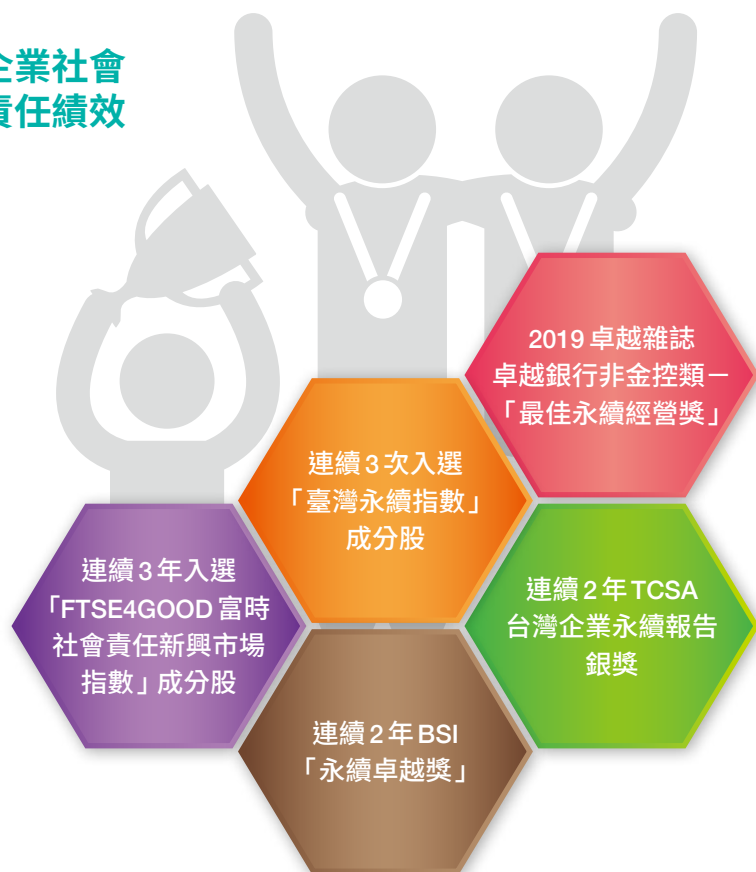 企業社會
責任績效
2019 卓越雜誌
卓越銀行非金控類－
「最佳永續經營獎」
連續3次入選
「臺灣永續指數」
成分股
連續3年入選
「FTSE4GOOD 富時
社會責任新興市場
指數」成分股
連續2年 TCSA
台灣企業永續報告
銀獎
連續2年 BSI
「永續卓越獎」